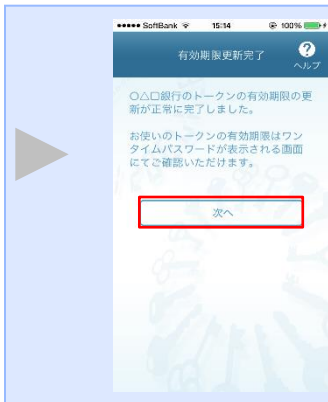 ●●●●● SoftBank 15:14 100%
有効期限更新完了
?
ヘルプ
○△□銀行のトークンの有効期限の更
新が正常に完了しました。
お使いのトークンの有効期限はワン
タイムパスワードが表示される画面
にてご確認いただけます。
次へ